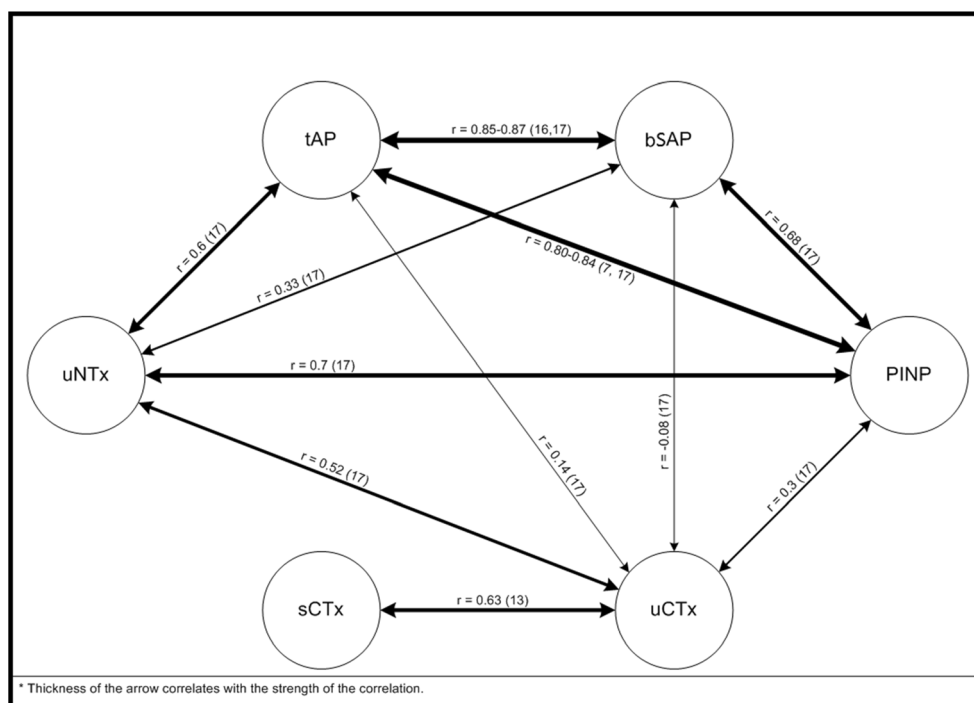 tAP
r = 0.85-0.87 (16,17)
bSAP
r = 0.6 (17)
r = 0.33 (17)
r = 0.80-0.84 (7, 17)
r = 0.68 (17)
uNTx
r = 0.7 (17)
PINP
r = 0.52 (17)
r = 0.14 (17)
r = -0.08 (17)
r = 0.3 (17)
sCTx
r = 0.63 (13)
uCTx
* Thickness of the arrow correlates with the strength of the correlation.